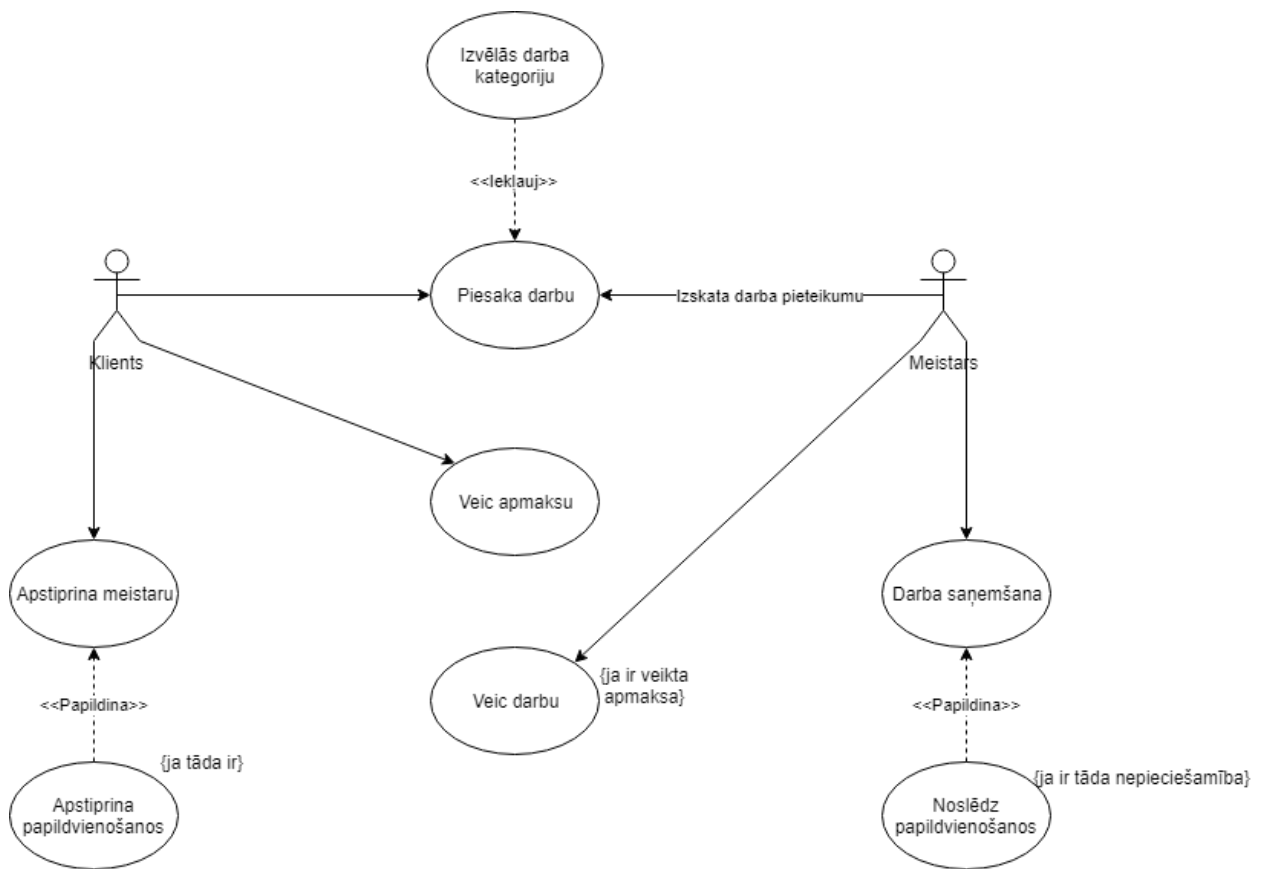 Izvēlās darba
kategoriju
<<Iekļauj>>
Piesaka darbu
Izskata darba pieteikumu
Klients
Meistars
Veic apmaksu
Apstiprina meistaru
Darba saņemšana
{ja ir veikta
apmaksa}
Veic darbu
<<Papildina>>
<<Papildina>>
{ja tāda ir}
{ja ir tāda nepieciešamība}
Apstiprina
papildvienošanos
Noslēdz
papildvienošanos